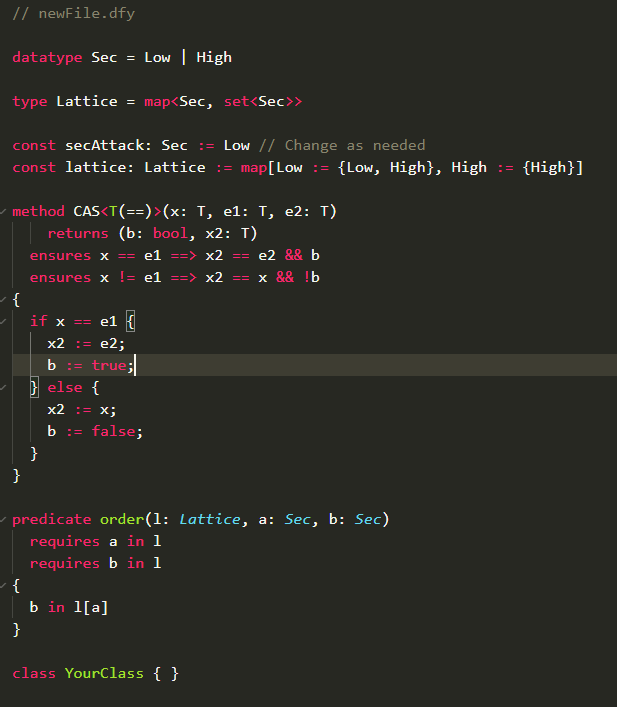 // newFile.dfy
datatype Sec = Low | High
type Lattice = map<Sec, set<Sec>>
const secAttack: Sec := Low // Change as needed
const lattice: Lattice := map[Low := {Low, High}, High := {High}]
method CAS<T(==)>(x: T, e1: T, e2: T)
returns (b: bool, x2: T)
ensures x == e1 ==> x2 == e2 && b
ensures x != e1 ==> x2 == x && !b
{
if x == e1 {
x2 := e2;
b := true;
} else {
x2 := x;
b := false;
}
}
predicate order(l: Lattice, a: Sec, b: Sec)
requires a in l
requires b in l
{
b in l[a]
}
class YourClass { }